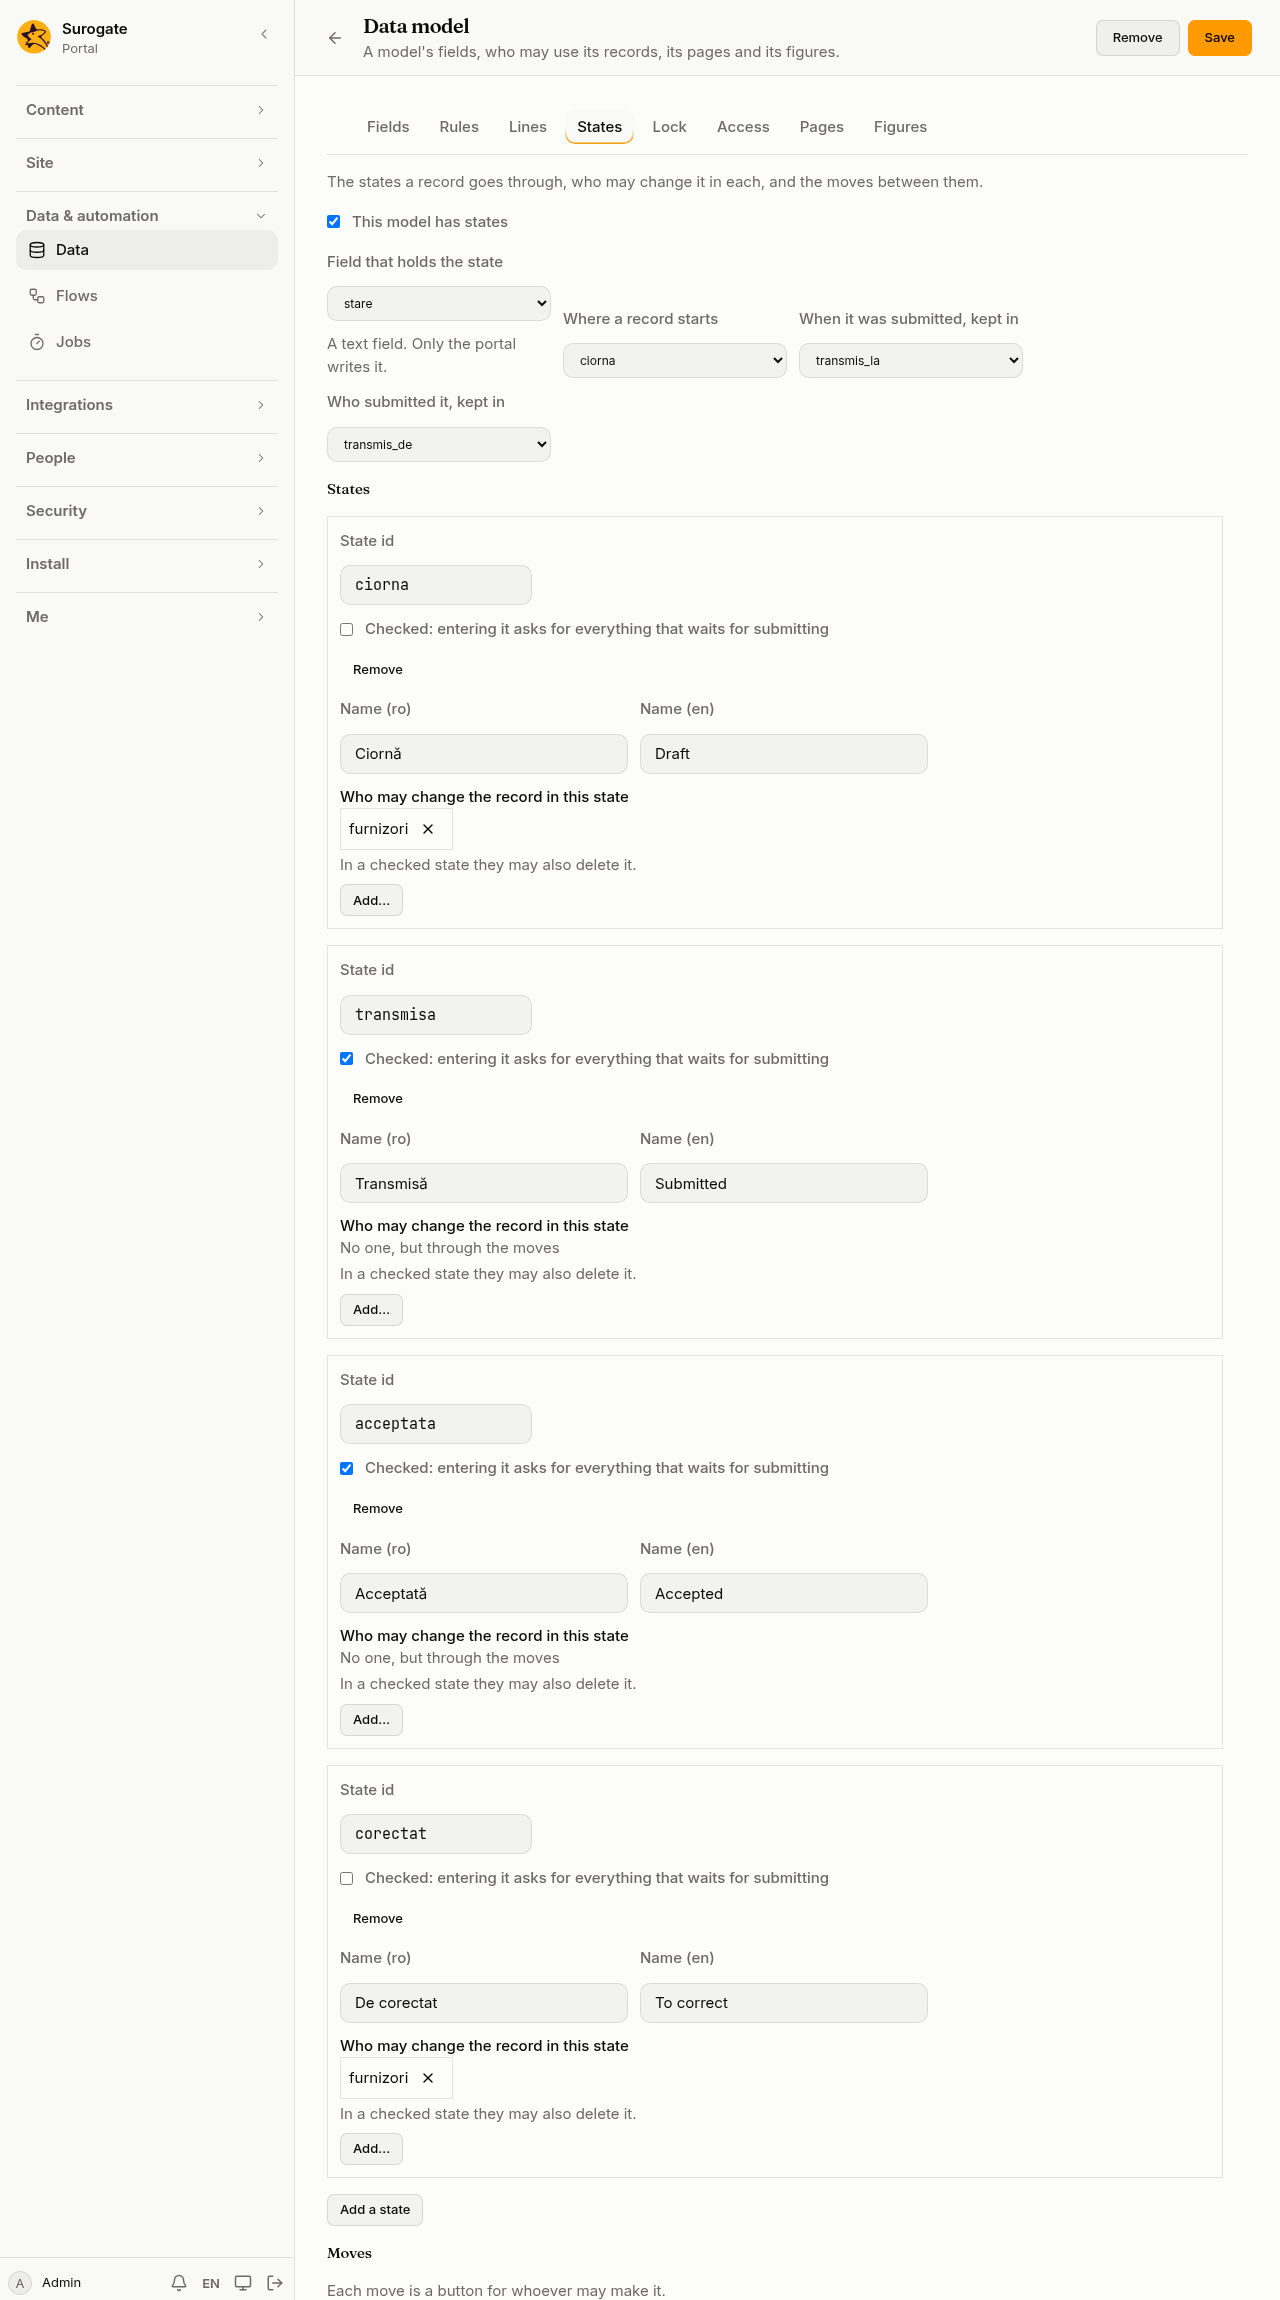 Surogate
Portal
Content
Site
Data & automation
Data
Flows
Jobs
Integrations
People
Security
Install
Me
A Admin EN
Data model
A model's fields, who may use its records, its pages and its figures.
Remove Save
Fields Rules Lines States Lock Access Pages Figures
The states a record goes through, who may change it in each, and the moves between them.
This model has states
Field that holds the state
stare
A text field. Only the portal
writes it.
Where a record starts
ciorna
When it was submitted, kept in
transmis_la
Who submitted it, kept in
transmis_de
States
State id
ciorna
Checked: entering it asks for everything that waits for submitting
Remove
Name (ro) Name (en)
Ciornă Draft
Who may change the record in this state
furnizori ✕
In a checked state they may also delete it.
Add...
State id
transmisa
Checked: entering it asks for everything that waits for submitting
Remove
Name (ro) Name (en)
Transmisă Submitted
Who may change the record in this state
No one, but through the moves
In a checked state they may also delete it.
Add...
State id
acceptata
Checked: entering it asks for everything that waits for submitting
Remove
Name (ro) Name (en)
Acceptată Accepted
Who may change the record in this state
No one, but through the moves
In a checked state they may also delete it.
Add...
State id
corectat
Checked: entering it asks for everything that waits for submitting
Remove
Name (ro) Name (en)
De corectat To correct
Who may change the record in this state
furnizori ✕
In a checked state they may also delete it.
Add...
Add a state
Moves
Each move is a button for whoever may make it.